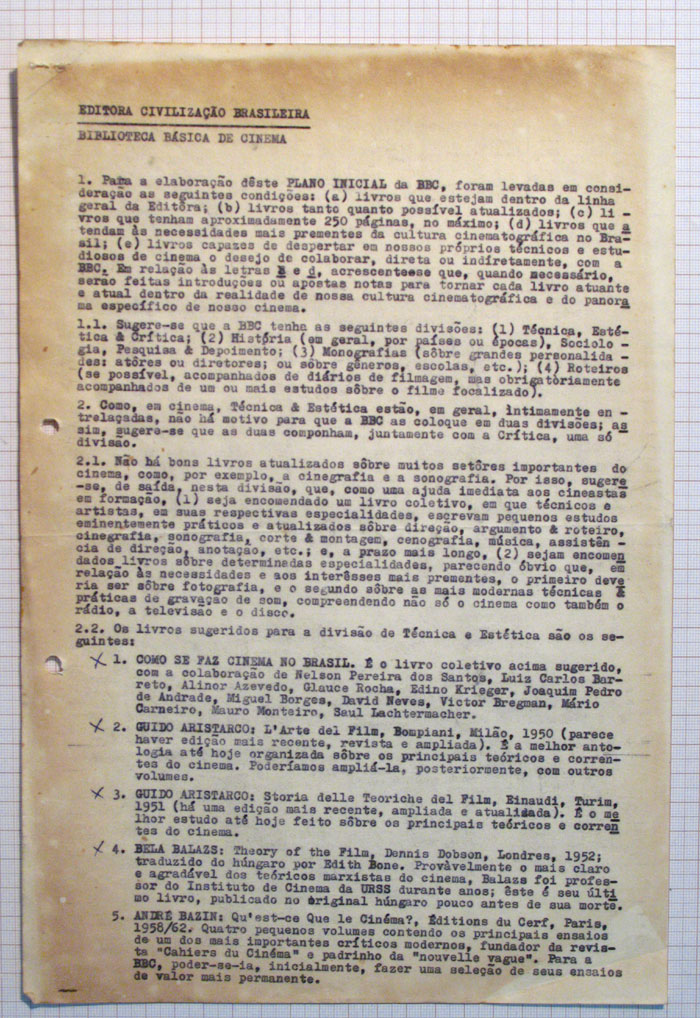 EDITORA CIVILIZAÇÃO BRASILEIRA
BIBLIOTECA BÁSICA DE CINEMA
1. Para a elaboração dêste PLANO INICIAL da BBC, foram levadas em consi-
deração as seguintes condições: (a) livros que estejam dentro da linha
geral da Editôra; (b) livros tanto quanto possível atualizados; (c) li -
vros que tenham aproximadamente 250 páginas, no máximo; (d) livros que a
tendam às necessidades mais prementes da cultura cinematográfica no Bra-
sil; (e) livros capazes de despertar em nossos próprios técnicos e estu-
diosos de cinema o desejo de colaborar, direta ou indiretamente, com a
BBC. Em relação às letras b e d, acrescente-se que, quando necessário,
serão feitas introduções ou apostas notas para tornar cada livro atuante
e atual dentro da realidade de nossa cultura cinematográfica e do panora
ma específico de nosso cinema.
1.1. Sugere-se que a BBC tenha as seguintes divisões: (1) Técnica, Esté-
tica & Crítica; (2) História (em geral, por países ou épocas), Sociolo -
gia, Pesquisa & Depoimento; (3) Monografias (sôbre grandes personalida -
des: atôres ou diretores; ou sôbre gêneros, escolas, etc.); (4) Roteiros
(se possível, acompanhados de diários de filmagem, mas obrigatòriamente
acompanhados de um ou mais estudos sôbre o filme focalizado).
2. Como, em cinema, Técnica & Estética estão, em geral, intimamente en -
trelaçadas, não há motivo para que a BBC as coloque em duas divisões; as
sim, sugere-se que as duas componham, juntamente com a Crítica, uma só
divisão.
2.1. Não há bons livros atualizados sôbre muitos setôres importantes do
cinema, como, por exemplo, a cinegrafia e a sonografia. Por isso, sugere
-se, de saída, nesta divisão, que, como uma ajuda imediata aos cineastas
em formação, (1) seja encomendado um livro coletivo, em que técnicos e
artistas, em suas respectivas especialidades, escrevam pequenos estudos
eminentemente práticos e atualizados sôbre direção, argumento & roteiro,
cinegrafia, sonografia, corte & montagem, cenografia, música, assistên -
cia de direção, anotação, etc.; e, a prazo mais longo, (2) sejam encomen
dados livros sôbre determinadas especialidades, parecendo óbvio que, em
relação às necessidades e aos interêsses mais prementes, o primeiro deve
ria ser sôbre fotografia, e o segundo sôbre as mais modernas técnicas &
práticas de gravação de som, compreendendo não só o cinema como também o
rádio, a televisão e o disco.
2.2. Os livros sugeridos para a divisão de Técnica e Estética são os se-
guintes:
X 1. COMO SE FAZ CINEMA NO BRASIL. É o livro coletivo acima sugerido,
com a colaboração de Nelson Pereira dos Santos, Luiz Carlos Bar-
reto, Alinor Azevedo, Glauce Rocha, Edino Krieger, Joaquim Pedro
de Andrade, Miguel Borges, David Neves, Victor Bregman, Mário
Carneiro, Mauro Monteiro, Saul Lachtermacher.
X 2. GUIDO ARISTARCO: L'Arte del Film, Bompiani, Milão, 1950 (parece
haver edição mais recente, revista e ampliada). É a melhor anto-
logia até hoje organizada sôbre os principais teóricos e corren-
tes do cinema. Poderíamos ampliá-la, posteriormente, com outros
volumes.
X 3. GUIDO ARISTARCO: Storia delle Teoriche del Film, Einaudi, Turim,
1951 (há uma edição mais recente, ampliada e atualizada). É o me
lhor estudo até hoje feito sôbre os principais teóricos e corren
tes do cinema.
X 4. BELA BALAZS: Theory of the Film, Dennis Dobson, Londres, 1952;
traduzido do húngaro por Edith Bone. Provàvelmente o mais claro
e agradável dos teóricos marxistas do cinema, Balazs foi profes-
sor do Instituto de Cinema da URSS durante anos; êste é seu últi
mo livro, publicado no original húngaro pouco antes de sua morte.
5. ANDRÉ BAZIN: Qu'est-ce Que le Cinéma?, Éditions du Cerf, Paris,
1958/62. Quatro pequenos volumes contendo os principais ensaios
de um dos mais importantes críticos modernos, fundador da revis-
ta "Cahiers du Cinéma" e padrinho da "nouvelle vague". Para a
BBC, poder-se-ia, inicialmente, fazer uma seleção de seus ensaios
de valor mais permanente.